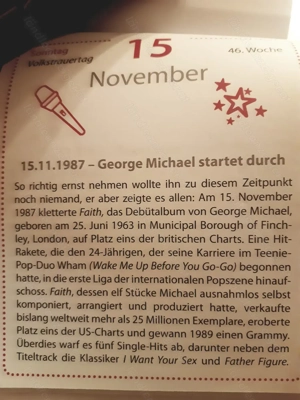 Sonntag
Volkstrauertag
15
November
46. Woche
15.11.1987 – George Michael startet durch
So richtig ernst nehmen wollte ihn zu diesem Zeitpunkt
noch niemand, er aber zeigte es allen: Am 15. November
1987 kletterte Faith, das Debütalbum von George Michael,
geboren am 25. Juni 1963 in Municipal Borough of Finch-
ley, London, auf Platz eins der britischen Charts. Eine Hit-
Rakete, die den 24-Jährigen, der seine Karriere im Teenie-
Pop-Duo Wham (Wake Me Up Before You Go-Go) begonnen
hatte, in die erste Liga der internationalen Popszene hinauf-
schoss. Faith, dessen elf Stücke Michael ausnahmslos selbst
komponiert, arrangiert und produziert hatte, verkaufte
bislang weltweit mehr als 25 Millionen Exemplare, eroberte
Platz eins der US-Charts und gewann 1989 einen Grammy.
Überdies warf es fünf Single-Hits ab, darunter neben dem
Titeltrack die Klassiker I Want Your Sex und Father Figure.